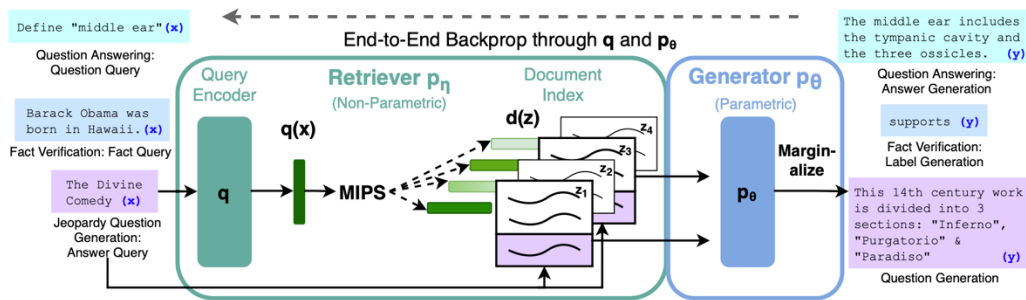 Define "middle ear"(x)
Question Answering:
Question Query
Barack Obama was
born in Hawaii.(x)
Fact Verification: Fact Query
The Divine
Comedy (x)
Jeopardy Question
Generation:
Answer Query
End-to-End Backprop through q and pθ
Query
Encoder
q
Retriever pη
(Non-Parametric)
q(x)
MIPS
Document
Index
d(z)
z4
z3
z2
z1
Generator pθ
(Parametric)
pθ
Margin-
alize
The middle ear includes
the tympanic cavity and
the three ossicles. (y)
Question Answering:
Answer Generation
supports (y)
Fact Verification:
Label Generation
This 14th century work
is divided into 3
sections: "Inferno",
"Purgatorio" &
"Paradiso" (y)
Question Generation